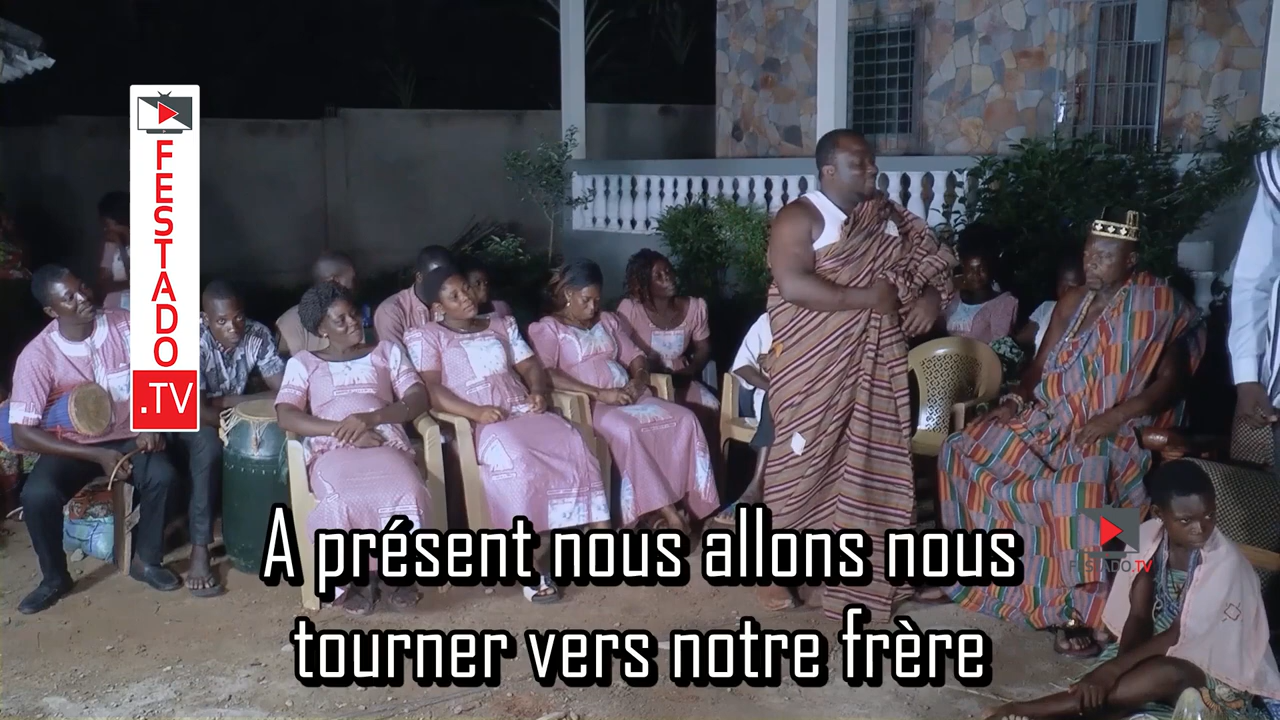 FESTADO
.TV
FESTADO.TV
A présent nous allons nous
tourner vers notre frère